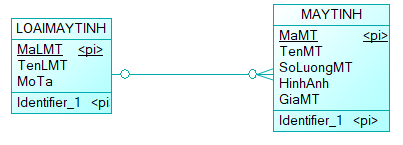 LOAIMAYTINH
MaLMT <pi>
TenLMT
MoTa
Identifier_1 <pi
MAYTINH
MaMT <pi>
TenMT
SoLuongMT
HinhAnh
GiaMT
Identifier_1 <pi>